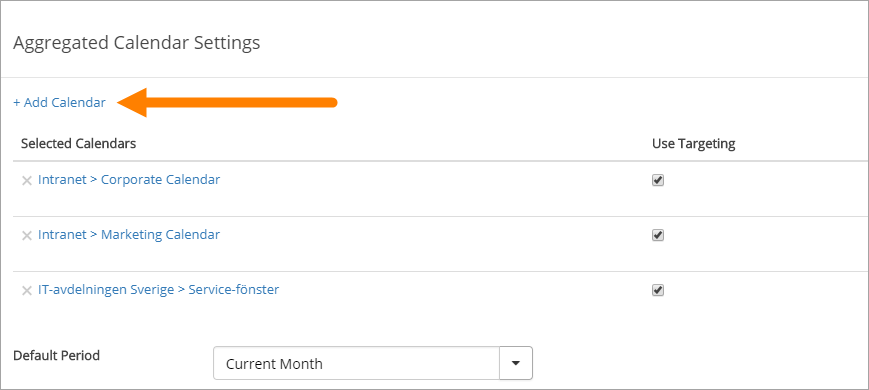 Aggregated Calendar Settings
+ Add Calendar
Selected Calendars Use Targeting
Intranet > Corporate Calendar
Intranet > Marketing Calendar
IT-avdelningen Sverige > Service-fönster
Default Period Current Month